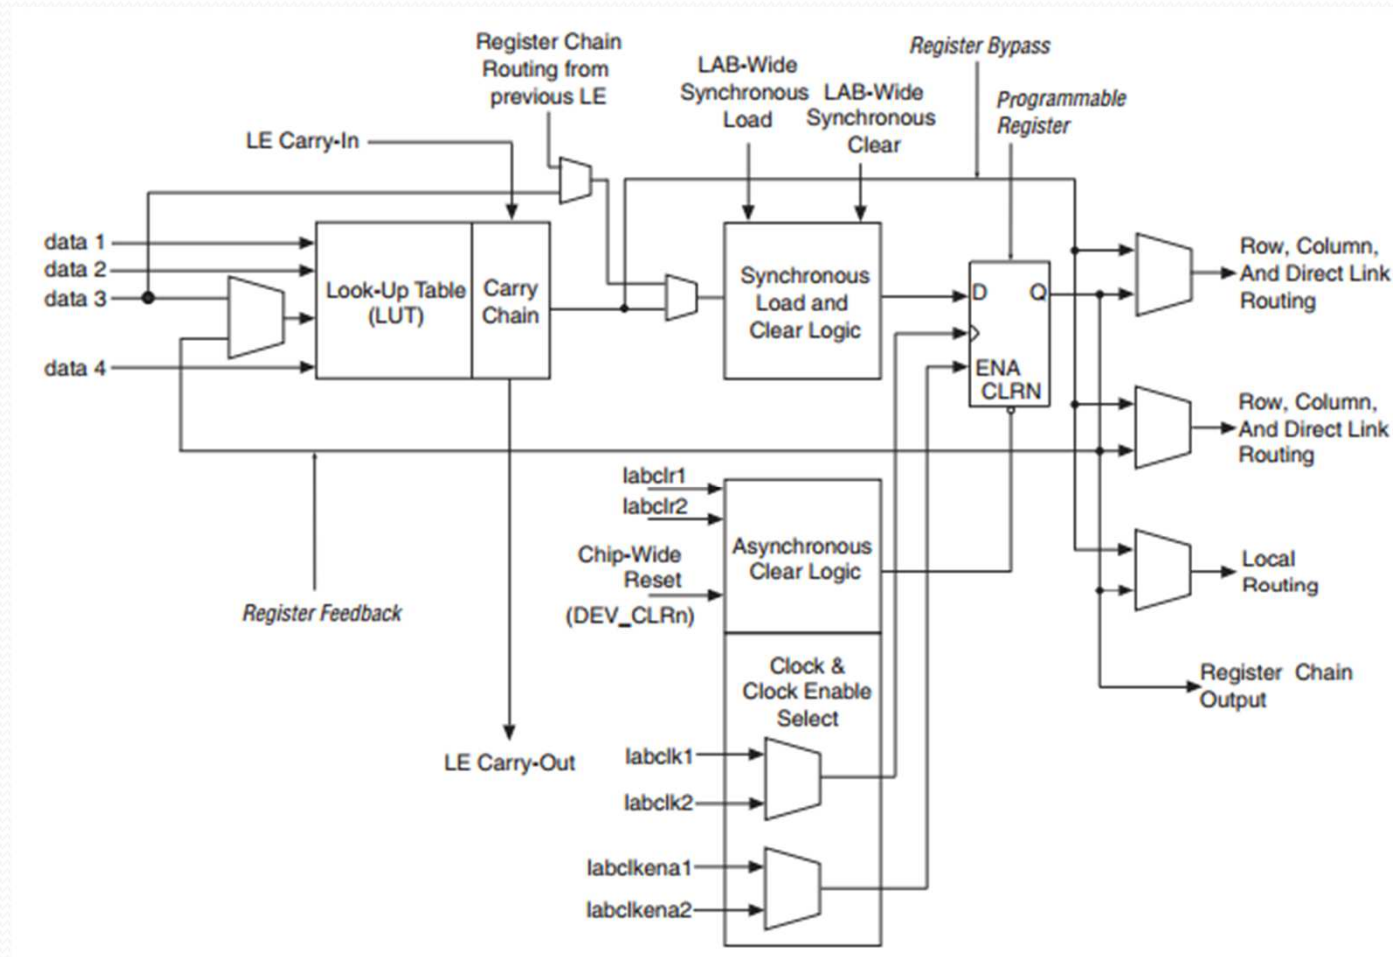 Register Chain
Routing from
previous LE
LAB-Wide
Synchronous
Load
LAB-Wide
Synchronous
Clear
Register Bypass
Programmable
Register
LE Carry-In
data 1
data 2
data 3
data 4
Look-Up Table
(LUT)
Carry
Chain
Synchronous
Load and
Clear Logic
D
Q
ENA
CLRN
Row, Column,
And Direct Link
Routing
Row, Column,
And Direct Link
Routing
Local
Routing
Register Chain
Output
Register Feedback
labclr1
labclr2
Chip-Wide
Reset
(DEV_CLRn)
Asynchronous
Clear Logic
Clock &
Clock Enable
Select
LE Carry-Out
labclk1
labclk2
labclkena1
labclkena2